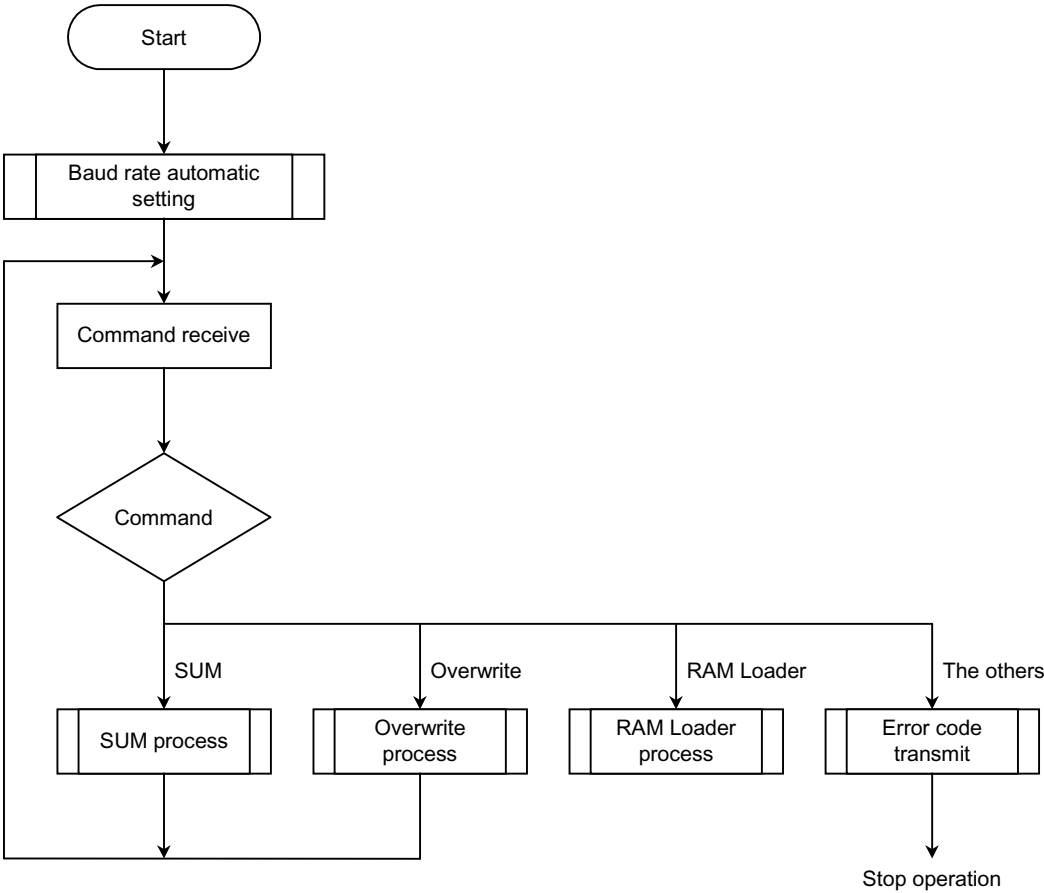 Start
Baud rate automatic
setting
Command receive
Command
SUM
Overwrite
RAM Loader
The others
SUM process
Overwrite
process
RAM Loader
process
Error code
transmit
Stop operation